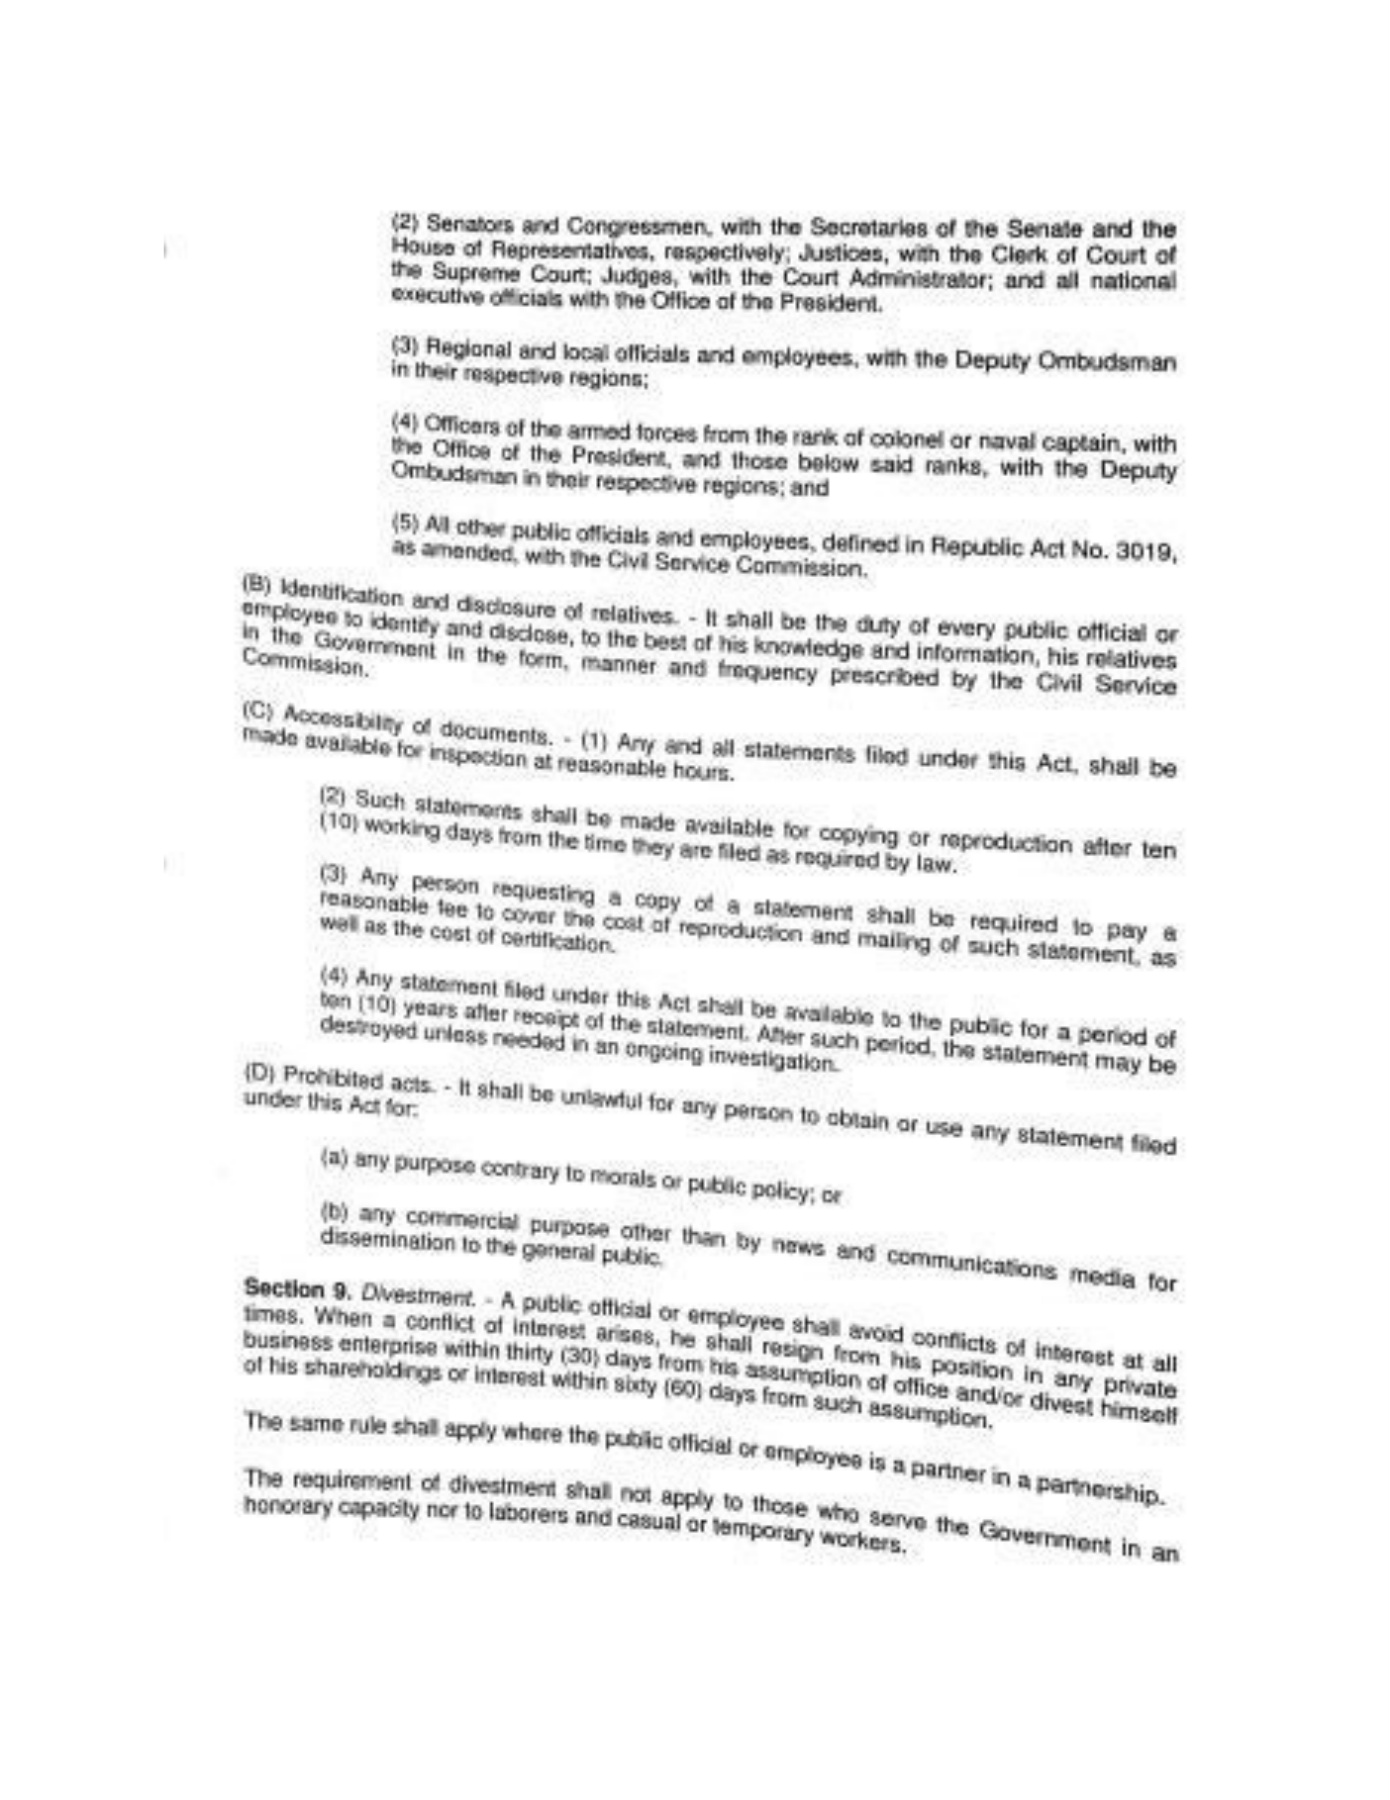 (2) Senators and Congressmen, with the Secretaries of the Senate and the
House of Representatives, respectively; Justices, with the Clerk of Court of
the Supreme Court; Judges, with the Court Administrator; and all national
executive officials with the Office of the President.
(3) Regional and local officials and employees, with the Deputy Ombudsman
in their respective regions;
(4) Officers of the armed forces from the rank of colonel or naval captain, with
the Office of the President, and those below said ranks, with the Deputy
Ombudsman in their respective regions; and
(5) All other public officials and employees, defined in Republic Act No. 3019,
as amended, with the Civil Service Commission.
(B) Identification and disclosure of relatives. - It shall be the duty of every public official or
employee to identify and disclose, to the best of his knowledge and information, his relatives
in the Government in the form, manner and frequency prescribed by the Civil Service
Commission.
(C) Accessibility of documents. - (1) Any and all statements filed under this Act, shall be
made available for inspection at reasonable hours.
(2) Such statements shall be made available for copying or reproduction after ten
(10) working days from the time they are filed as required by law.
(3) Any person requesting a copy of a statement shall be required to pay a
reasonable fee to cover the cost of reproduction and mailing of such statement, as
well as the cost of certification.
(4) Any statement filed under this Act shall be available to the public for a period of
ten (10) years after receipt of the statement. After such period, the statement may be
destroyed unless needed in an ongoing investigation.
(D) Prohibited acts. - It shall be unlawful for any person to obtain or use any statement filed
under this Act for:
(a) any purpose contrary to morals or public policy; or
(b) any commercial purpose other than by news and communications media for
dissemination to the general public.
Section 9. Divestment. - A public official or employee shall avoid conflicts of interest at all
times. When a conflict of interest arises, he shall resign from his position in any private
business enterprise within thirty (30) days from his assumption of office and/or divest himself
of his shareholdings or interest within sixty (60) days from such assumption.
The same rule shall apply where the public official or employee is a partner in a partnership.
The requirement of divestment shall not apply to those who serve the Government in an
honorary capacity nor to laborers and casual or temporary workers.